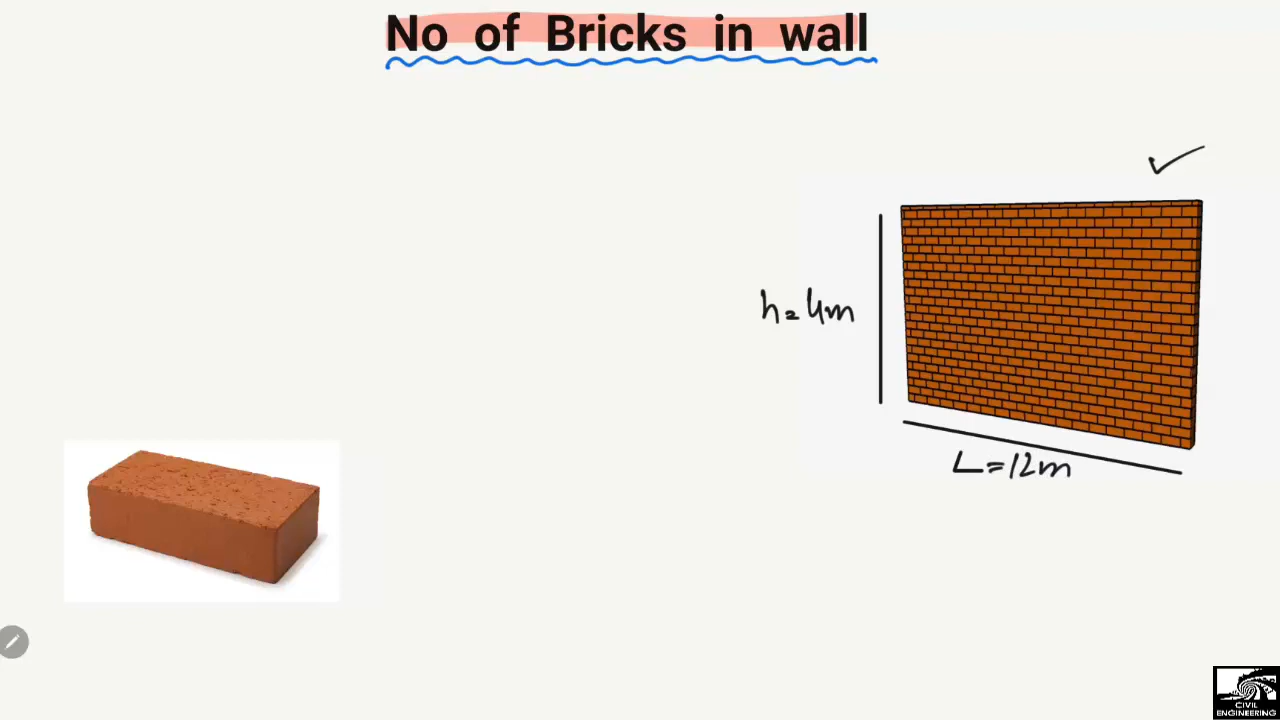 No of Bricks in wall
h=4m
L=12m
CIVIL
ENGINEERING